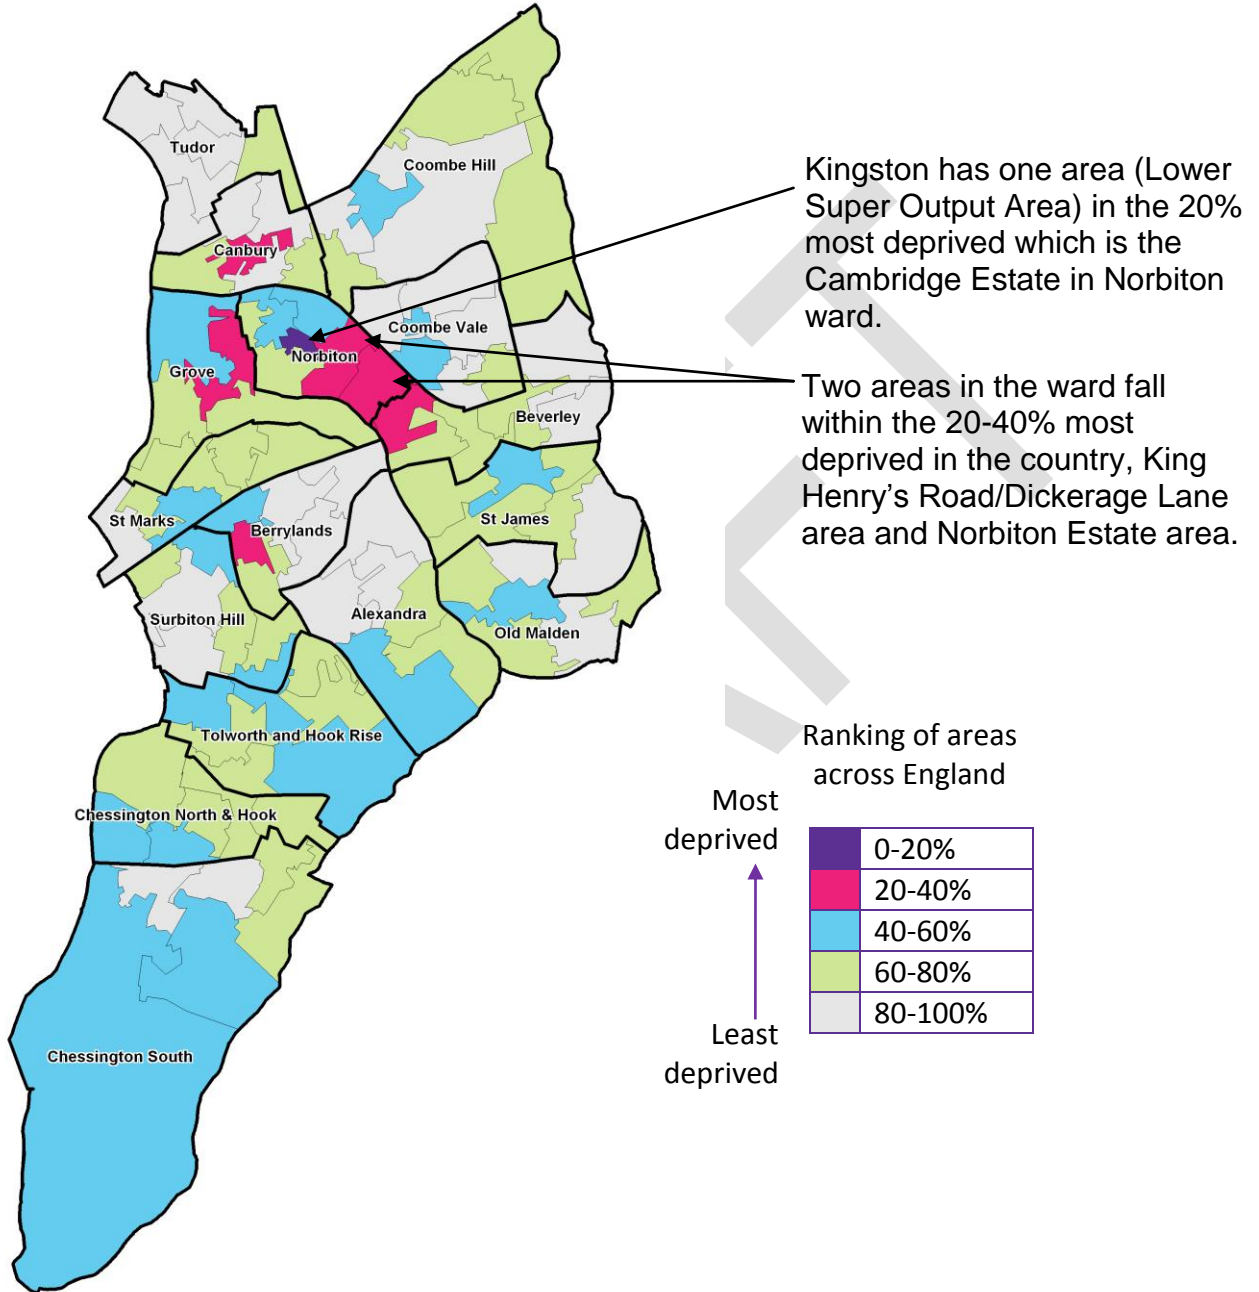 Tudor
Coombe Hill
Canbury
Coombe Vale
Norbiton
Grove
Beverley
St Marks
Berrylands
St James
Surbiton Hill
Alexandra
Old Malden
Tolworth and Hook Rise
Chessington North & Hook
Chessington South
Kingston has one area (Lower
Super Output Area) in the 20%
most deprived which is the
Cambridge Estate in Norbiton
ward.
Two areas in the ward fall
within the 20-40% most
deprived in the country, King
Henry’s Road/Dickerage Lane
area and Norbiton Estate area.
Ranking of areas
across England
Most
deprived
0-20%
20-40%
40-60%
60-80%
80-100%
Least
deprived